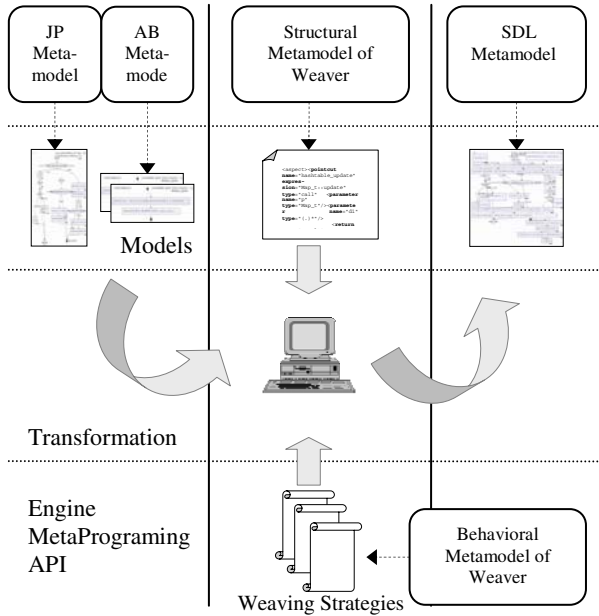 JP
Meta-
model
AB
Meta-
mode
Structural
Metamodel of
Weaver
SDL
Metamodel
<aspect><pointcut
name="hashtable_update"
expres-
sion="Map_t::update"
type="call" <parameter
name="p"
type="Map_t"/><paramete
r name="d1"
type="(.)*"/>
<return
Models
Transformation
Engine
MetaPrograming
API
Behavioral
Metamodel of
Weaver
Weaving Strategies